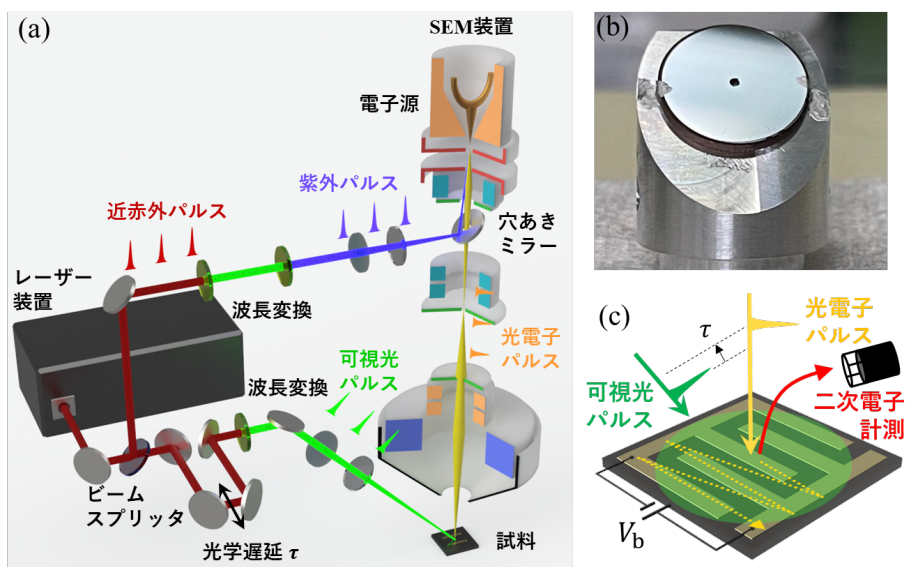 (a)
SEM装置
電子源
紫外パルス
近赤外パルス
穴あき
ミラー
レーザー
装置
波長変換
光電子
パルス
波長変換
可視光
パルス
ビーム
スプリッタ
光学遅延 τ
試料
(b)
(c)
光電子
パルス
τ
可視光
パルス
二次電子
計測
Vb